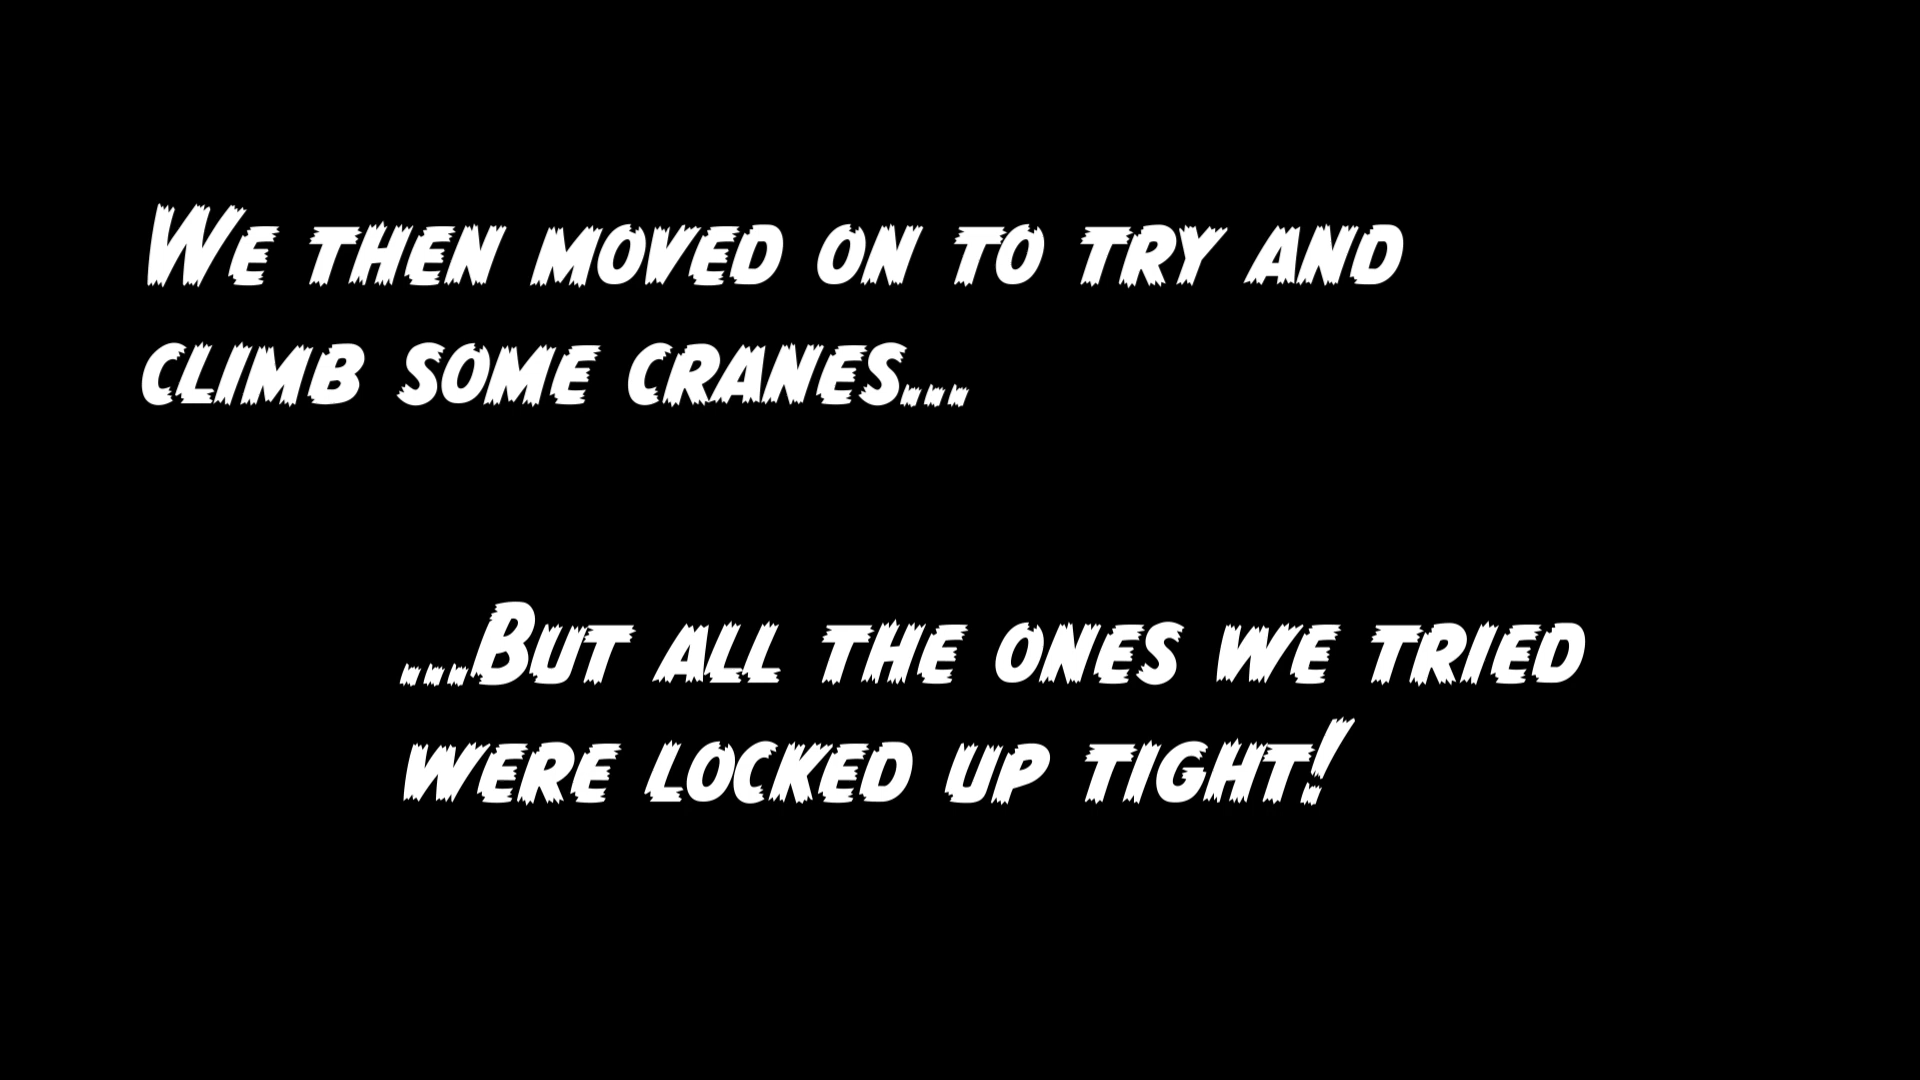 We then moved on to try and
climb some cranes...
...But all the ones we tried
were locked up tight!